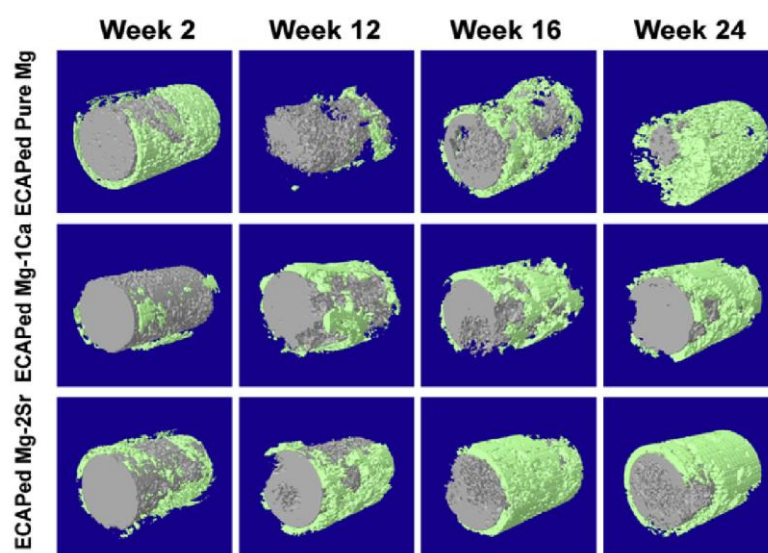 Week 2 Week 12 Week 16 Week 24
ECAPed Pure Mg
ECAPed Mg-1Ca
ECAPed Mg-2Sr